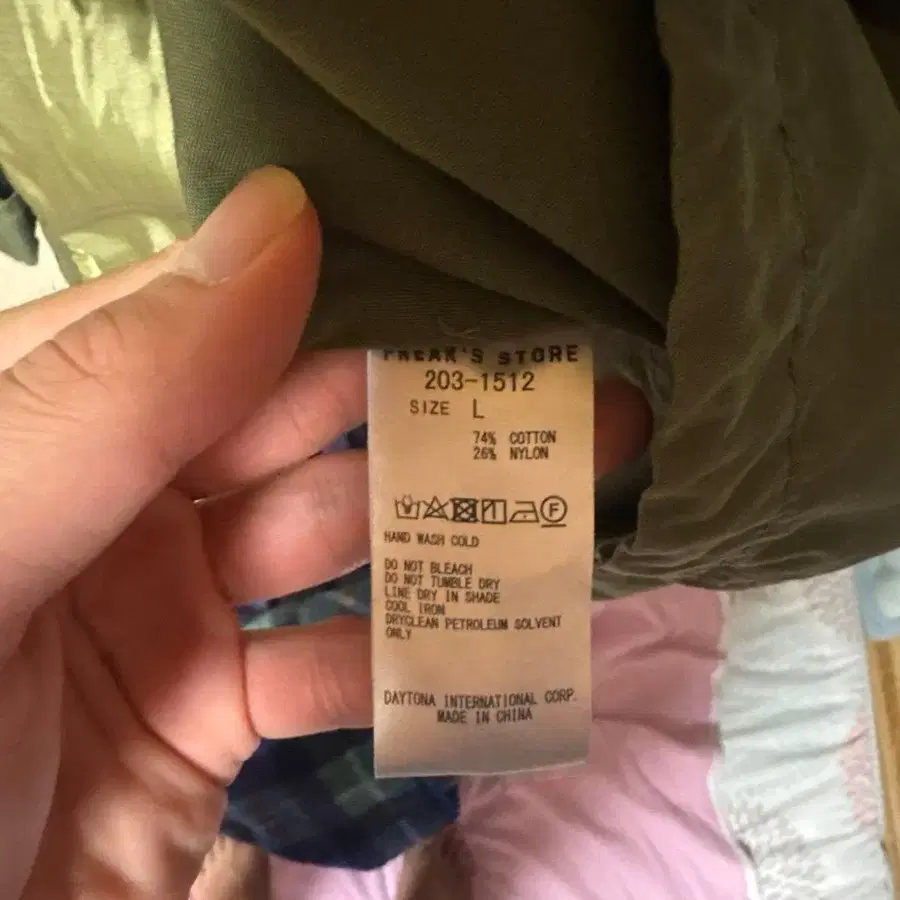 FREAK'S STORE
203-1512
SIZE L
74% COTTON
26% NYLON
F
HAND WASH COLD
DO NOT BLEACH
DO NOT TUMBLE DRY
LINE DRY IN SHADE
COOL IRON
DRYCLEAN PETROLEUM SOLVENT
ONLY
DAYTONA INTERNATIONAL CORP.
MADE IN CHINA